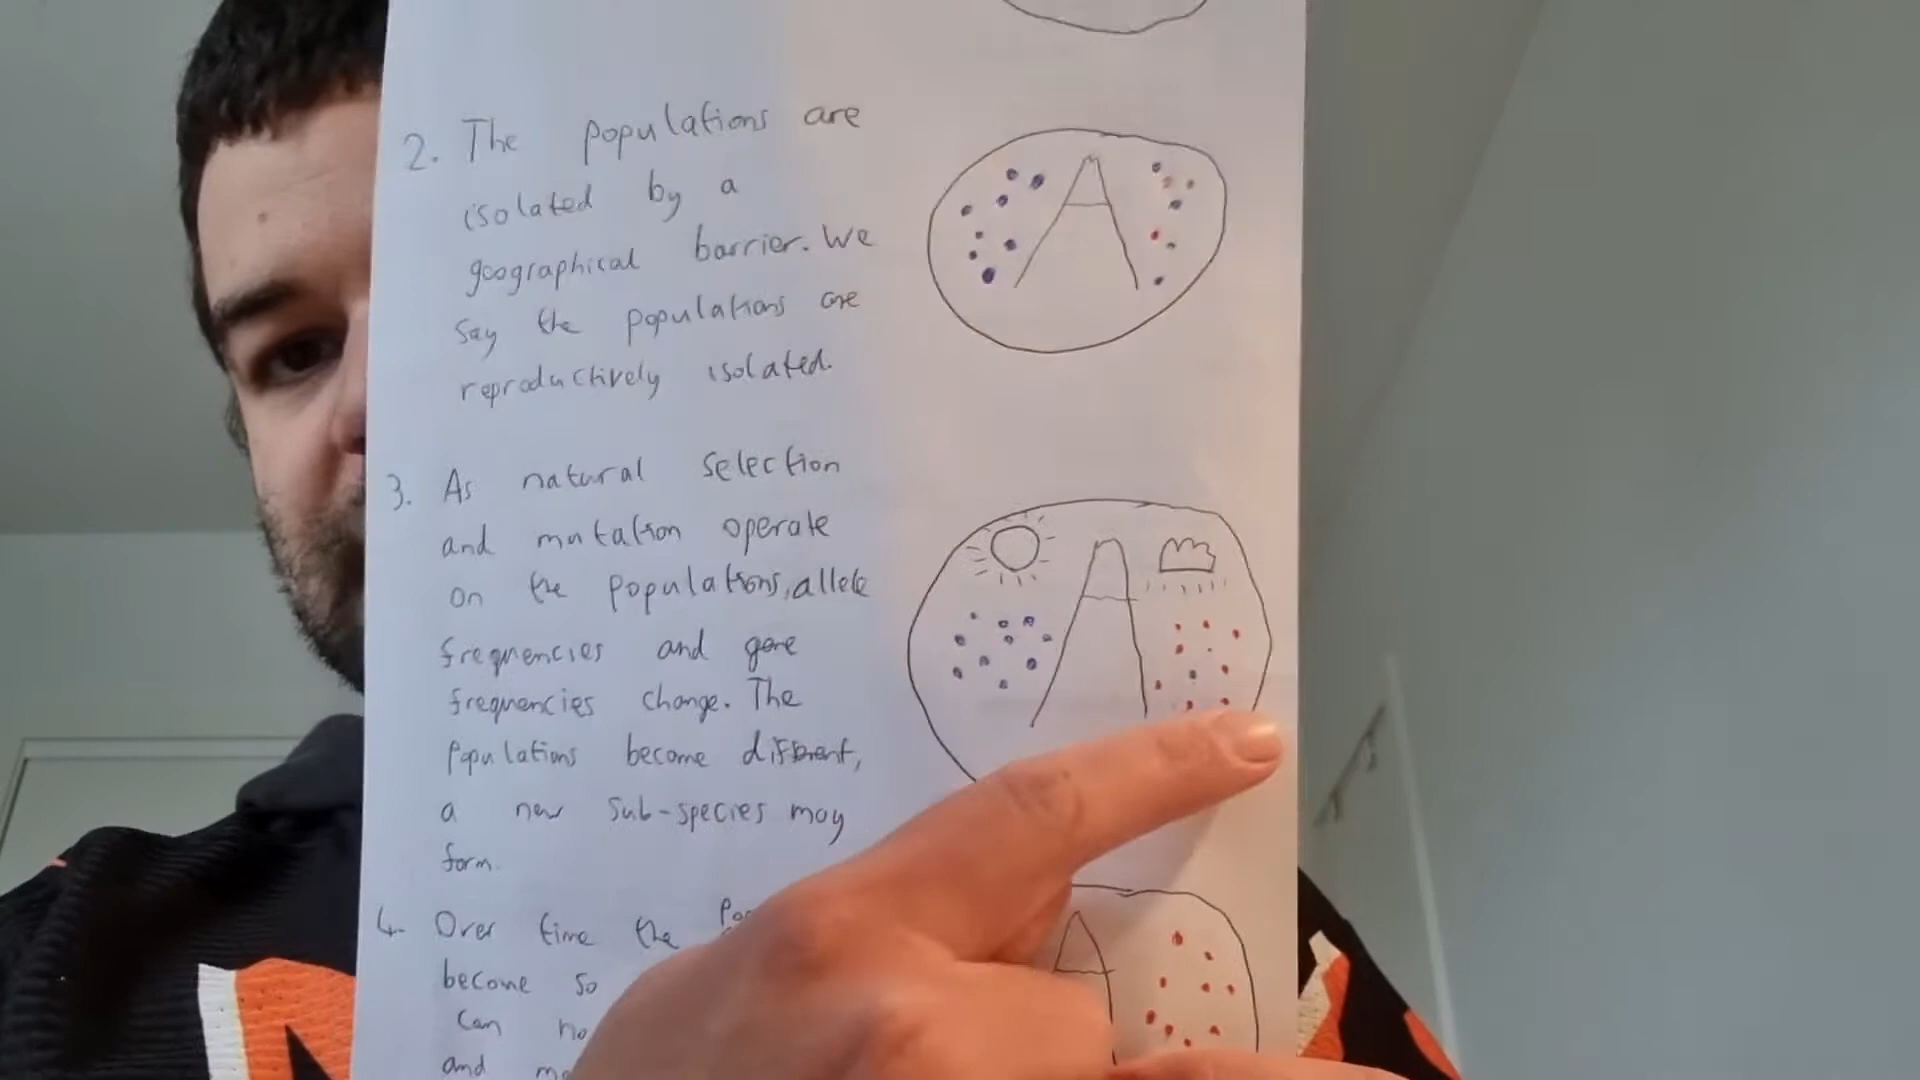 2. The populations are
isolated by a
geographical barrier. We
say the populations are
reproductively isolated.
3. As natural selection
and mutation operate
on the populations, allele
frequencies and gene
frequencies change. The
populations become different,
a new sub-species may
form.
4. Over time the
become so
can no
and